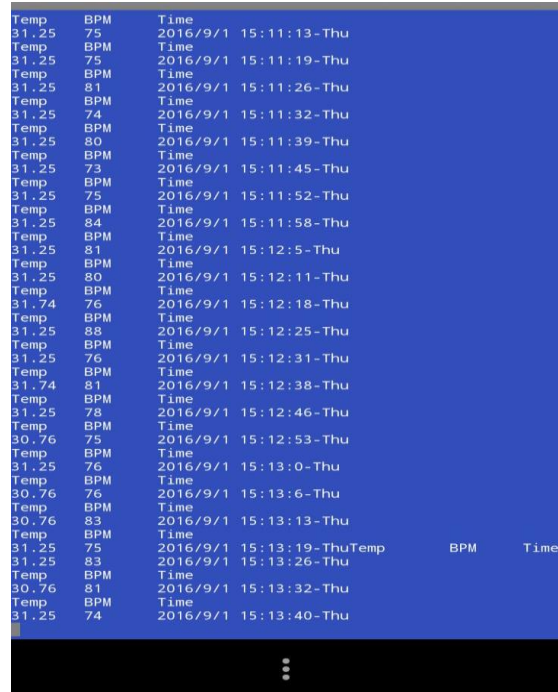 Temp BPM Time
31.25 75 2016/9/1 15:11:13-Thu
Temp BPM Time
31.25 75 2016/9/1 15:11:19-Thu
Temp BPM Time
31.25 81 2016/9/1 15:11:26-Thu
Temp BPM Time
31.25 74 2016/9/1 15:11:32-Thu
Temp BPM Time
31.25 80 2016/9/1 15:11:39-Thu
Temp BPM Time
31.25 73 2016/9/1 15:11:45-Thu
Temp BPM Time
31.25 75 2016/9/1 15:11:52-Thu
Temp BPM Time
31.25 84 2016/9/1 15:11:58-Thu
Temp BPM Time
31.25 81 2016/9/1 15:12:5-Thu
Temp BPM Time
31.25 80 2016/9/1 15:12:11-Thu
Temp BPM Time
31.74 76 2016/9/1 15:12:18-Thu
Temp BPM Time
31.25 88 2016/9/1 15:12:25-Thu
Temp BPM Time
31.25 76 2016/9/1 15:12:31-Thu
Temp BPM Time
31.74 81 2016/9/1 15:12:38-Thu
Temp BPM Time
31.25 78 2016/9/1 15:12:46-Thu
Temp BPM Time
30.76 75 2016/9/1 15:12:53-Thu
Temp BPM Time
31.25 76 2016/9/1 15:13:0-Thu
Temp BPM Time
30.76 76 2016/9/1 15:13:6-Thu
Temp BPM Time
30.76 83 2016/9/1 15:13:13-Thu
Temp BPM Time
31.25 75 2016/9/1 15:13:19-ThuTemp BPM Time
31.25 83 2016/9/1 15:13:26-Thu
Temp BPM Time
30.76 81 2016/9/1 15:13:32-Thu
Temp BPM Time
31.25 74 2016/9/1 15:13:40-Thu